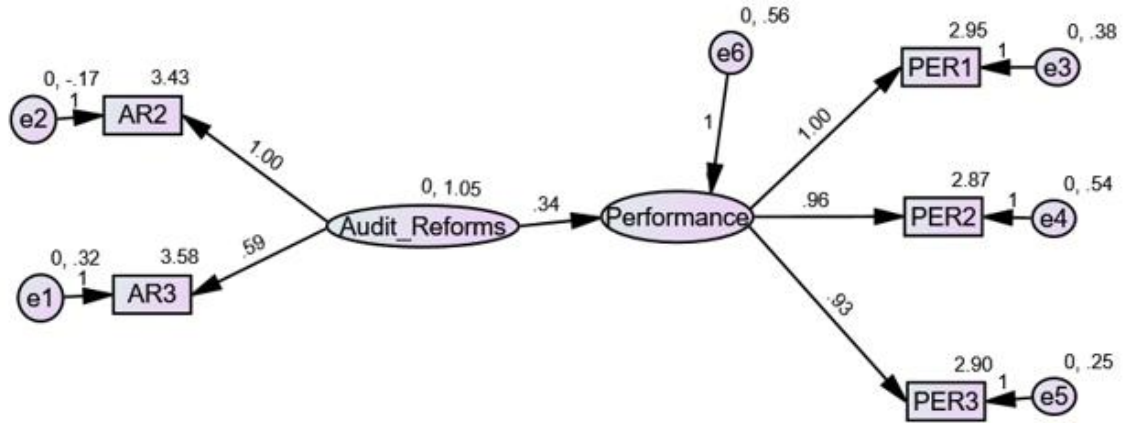 0, .56
e6
1
2.95
0, .38
PER1
1
e3
0, -.17
3.43
e2
1
AR2
1.00
1.00
0, 1.05
Audit_Reforms
.34
Performance
.96
2.87
0, .54
PER2
1
e4
.59
0, .32
3.58
e1
1
AR3
.93
2.90
0, .25
PER3
1
e5